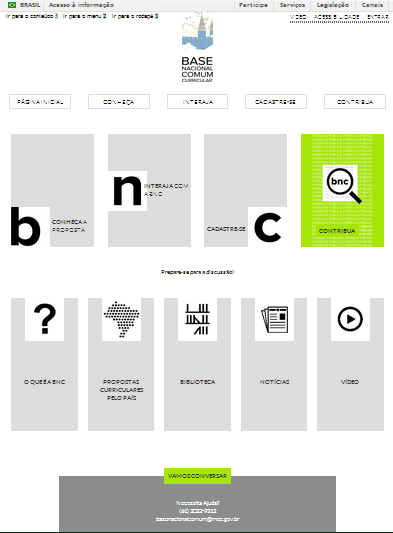 BRASIL Acesso à informação Participe Serviços Legislação Canais
Ir para o conteúdo 1 Ir para o menu 2 Ir para o rodapé 3
VÍDEO ACESSIBILIDADE ENTRAR
BASE
NACIONAL
COMUM
CURRICULAR
PÁGINA INICIAL CONHEÇA INTERAJA CADASTRE-SE CONTRIBUA
b CONHEÇA A
PROPOSTA
n INTERAJA COM
A BNC
CADASTRE-SE c
bnc
CONTRIBUA
Prepare-se para a discussão!
?
O QUE É A BNC
PROPOSTAS
CURRICULARES
PELO PAÍS
BIBLIOTECA
NOTÍCIAS
VÍDEO
VAMOS CONVERSAR
Necessita Ajuda?
basenacionalcomum@mec.gov.br